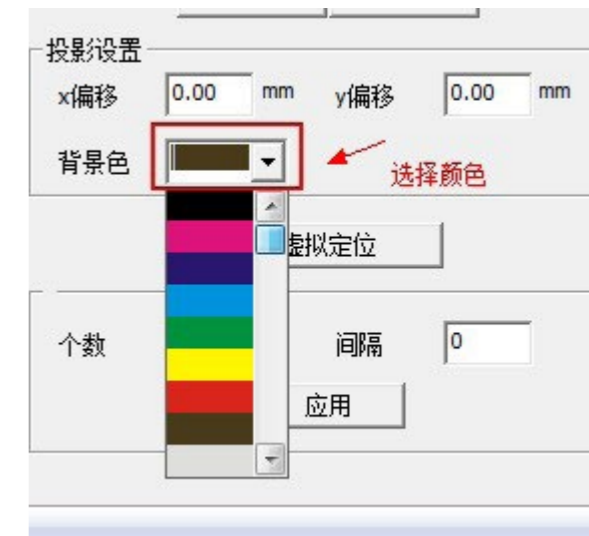 投影设置
x偏移 0.00 mm y偏移 0.00 mm
背景色 选择颜色
虚拟定位
个数 间隔 0
应用